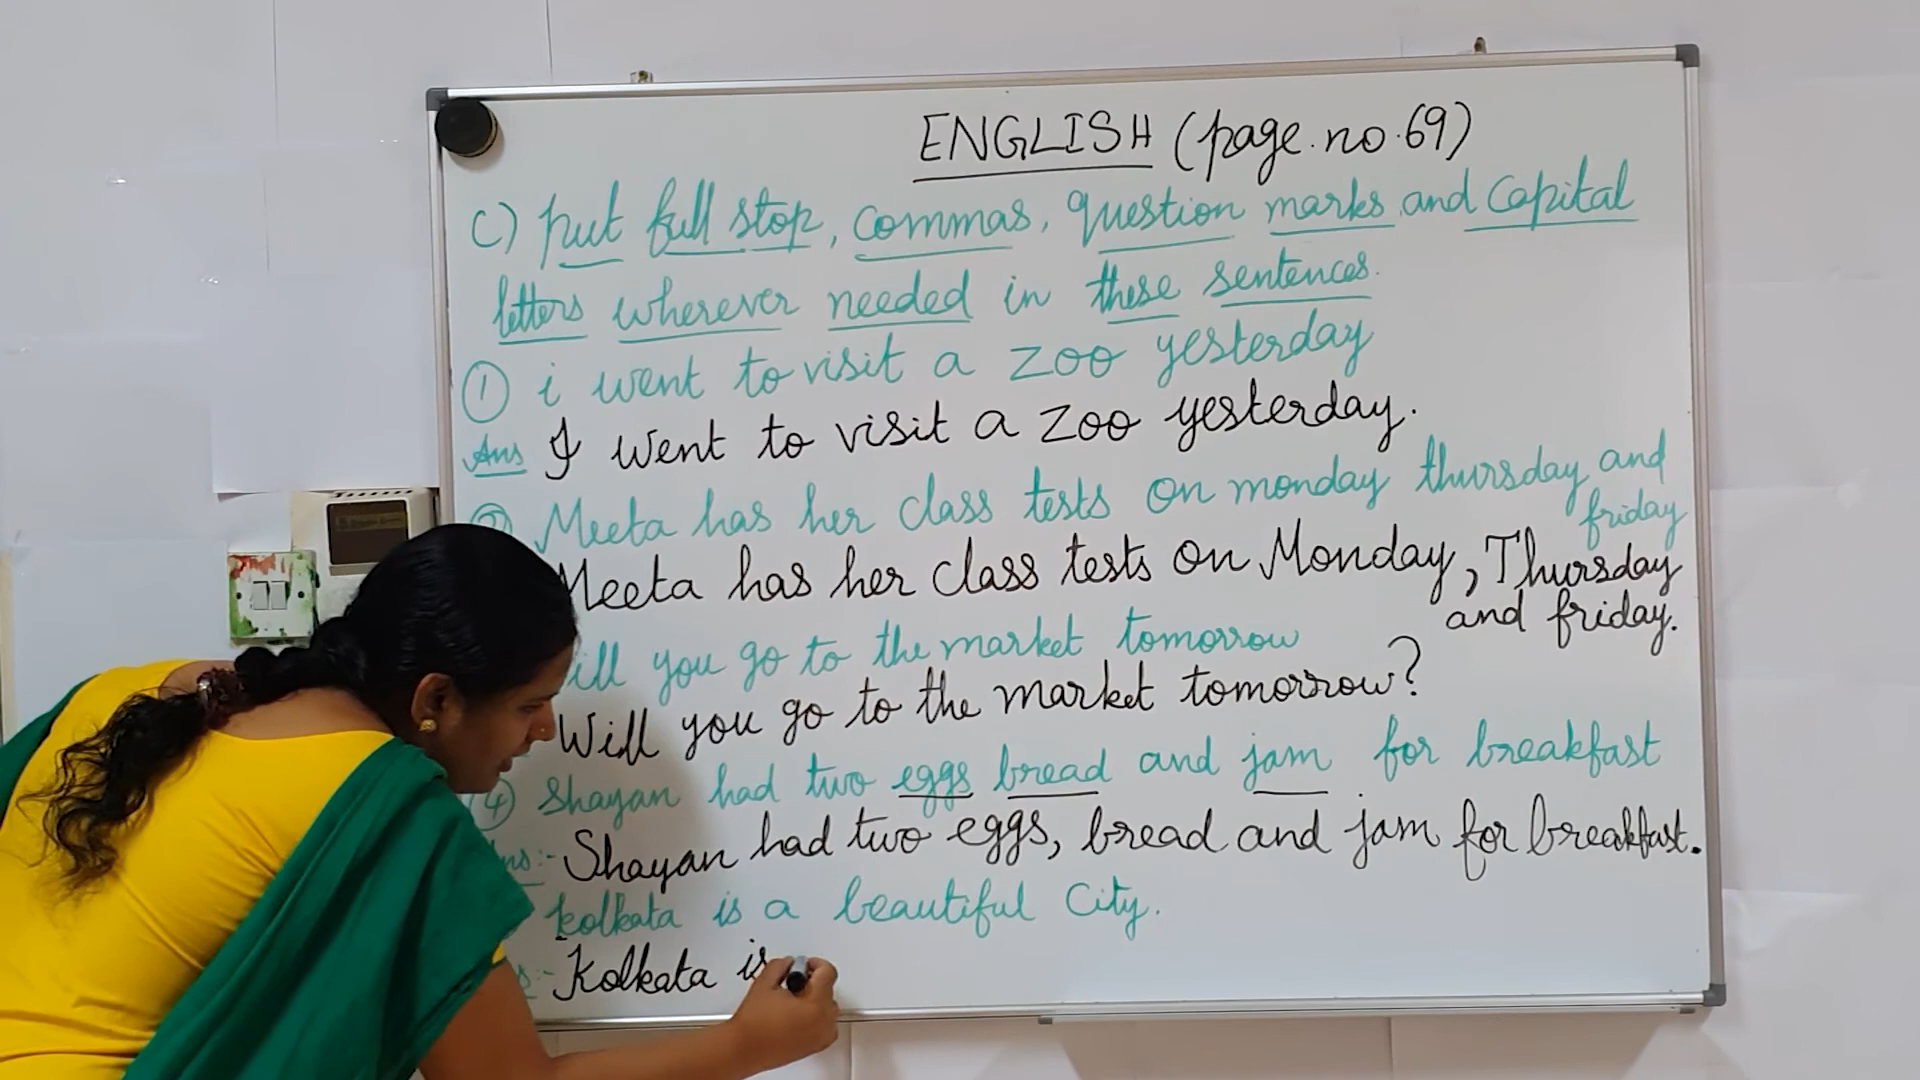 ENGLISH (page.no.69)
C) put full stop, commas, question marks and Capital
letters wherever needed in these sentences.
① i went to visit a zoo yesterday
Ans I went to visit a zoo yesterday.
Meeta has her class tests on monday thursday and
friday
Meeta has her class tests on Monday, Thursday
and friday.
ill you go to the market tomorrow
Will you go to the market tomorrow?
④ Shayan had two eggs bread and jam for breakfast
ns:- Shayan had two eggs, bread and jam for breakfast.
kolkata is a beautiful City.
s:- Kolkata is